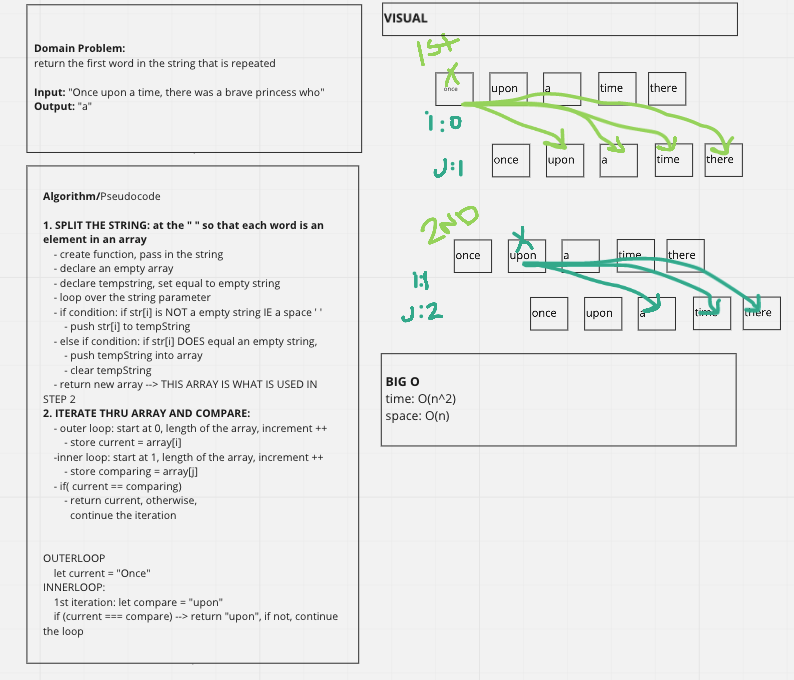 Domain Problem:
return the first word in the string that is repeated
Input: "Once upon a time, there was a brave princess who"
Output: "a"
Algorithm/Pseudocode
1. SPLIT THE STRING: at the " " so that each word is an
element in an array
- create function, pass in the string
- declare an empty array
- declare tempstring, set equal to empty string
- loop over the string parameter
- if condition: if str[i] is NOT a empty string IE a space ' '
- push str[i] to tempString
- else if condition: if str[i] DOES equal an empty string,
- push tempString into array
- clear tempString
- return new array --> THIS ARRAY IS WHAT IS USED IN
STEP 2
2. ITERATE THRU ARRAY AND COMPARE:
- outer loop: start at 0, length of the array, increment ++
- store current = array[i]
-inner loop: start at 1, length of the array, increment ++
- store comparing = array[j]
- if( current == comparing)
- return current, otherwise,
continue the iteration
OUTERLOOP
let current = "Once"
INNERLOOP:
1st iteration: let compare = "upon"
if (current === compare) --> return "upon", if not, continue
the loop
VISUAL
1ST
X
once upon a time there
i:0
J:1
once upon a time there
2ND
X
once upon a time there
i:1
J:2
once upon a time there
BIG O
time: O(n^2)
space: O(n)